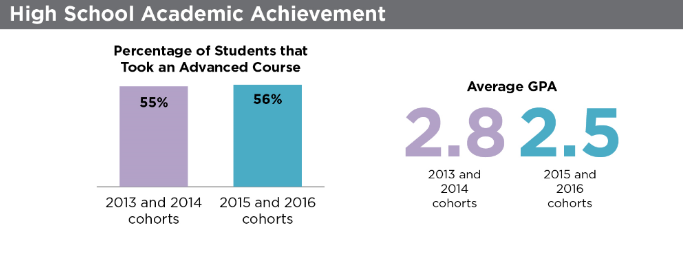 High School Academic Achievement
Percentage of Students that
Took an Advanced Course
55%
56%
2013 and 2014
cohorts
2015 and 2016
cohorts
Average GPA
2.8
2.5
2013 and
2014
cohorts
2015 and
2016
cohorts